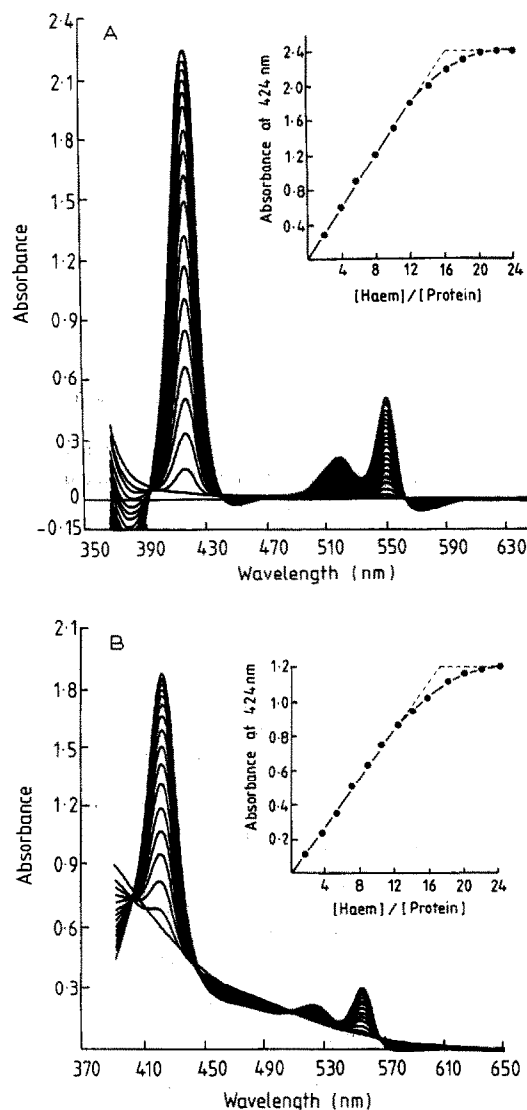 A
2·4
2·1
1·8
1·5
1·2
0·9
0·6
0·3
0
-0·15
Absorbance
350 390 430 470 510 550 590 630
Wavelength (nm)
2·4
2·0
1·6
1·2
0·8
0·4
Absorbance at 424 nm
4 8 12 16 20 24
[Haem]/[Protein]
B
2·1
1·8
1·5
1·2
0·9
0·6
0·3
Absorbance
370 410 450 490 530 570 610 650
Wavelength (nm)
1·2
1·0
0·8
0·6
0·4
0·2
Absorbance at 424 nm
4 8 12 16 20 24
[Haem]/[Protein]